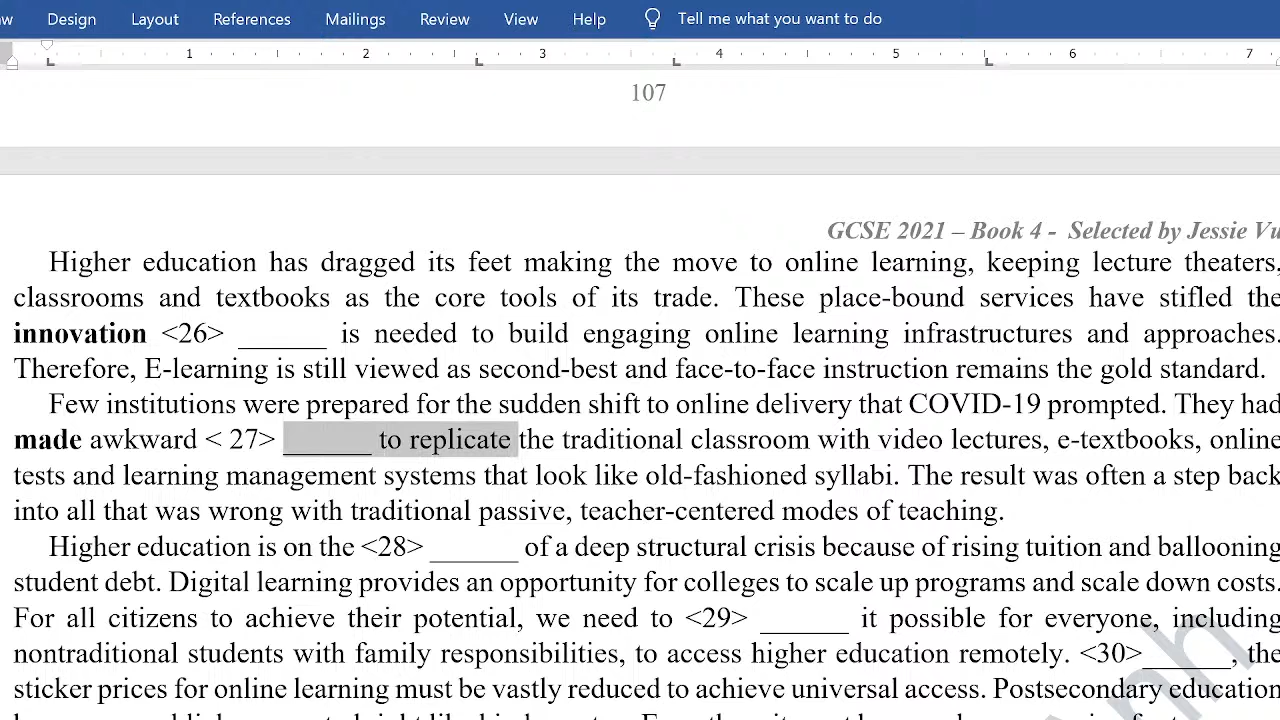 w Design Layout References Mailings Review View Help Tell me what you want to do
1 2 3 4 5 6 7
107
GCSE 2021 – Book 4 - Selected by Jessie Vu
Higher education has dragged its feet making the move to online learning, keeping lecture theaters,
classrooms and textbooks as the core tools of its trade. These place-bound services have stifled the
innovation <26> ______ is needed to build engaging online learning infrastructures and approaches.
Therefore, E-learning is still viewed as second-best and face-to-face instruction remains the gold standard.
Few institutions were prepared for the sudden shift to online delivery that COVID-19 prompted. They had
made awkward < 27> ______ to replicate the traditional classroom with video lectures, e-textbooks, online
tests and learning management systems that look like old-fashioned syllabi. The result was often a step back
into all that was wrong with traditional passive, teacher-centered modes of teaching.
Higher education is on the <28> ______ of a deep structural crisis because of rising tuition and ballooning
student debt. Digital learning provides an opportunity for colleges to scale up programs and scale down costs.
For all citizens to achieve their potential, we need to <29> ______ it possible for everyone, including
nontraditional students with family responsibilities, to access higher education remotely. <30>______, the
sticker prices for online learning must be vastly reduced to achieve universal access. Postsecondary education